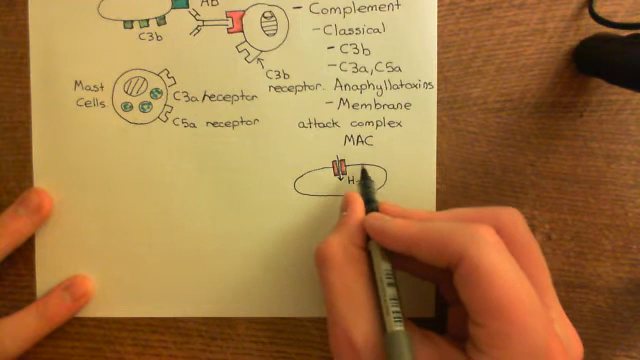 AB
C3b
C3b
receptor
Mast
Cells
C3a receptor
C5a receptor
- Complement
- Classical
- C3b
- C3a, C5a
Anaphyllatoxins
- Membrane
attack complex
MAC